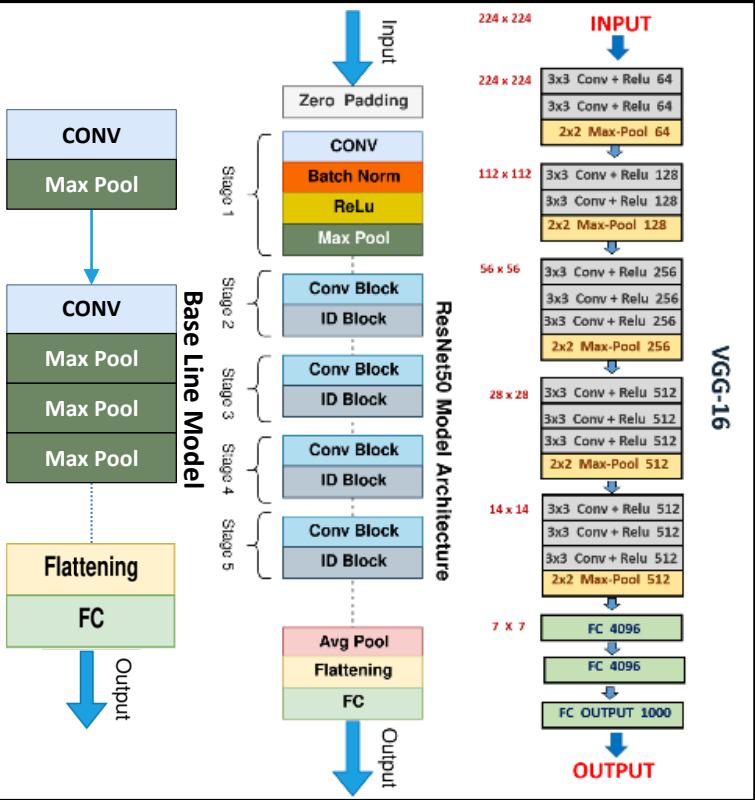 CONV
Max Pool
CONV
Max Pool
Max Pool
Max Pool
Flattening
FC
Output
Base Line Model
Input
Zero Padding
Stage 1
CONV
Batch Norm
ReLu
Max Pool
Stage 2
Conv Block
ID Block
Stage 3
Conv Block
ID Block
Stage 4
Conv Block
ID Block
Stage 5
Conv Block
ID Block
Avg Pool
Flattening
FC
Output
ResNet50 Model Architecture
224 x 224
INPUT
224 x 224
3x3 Conv + Relu 64
3x3 Conv + Relu 64
2x2 Max-Pool 64
112 x 112
3x3 Conv + Relu 128
3x3 Conv + Relu 128
2x2 Max-Pool 128
56 x 56
3x3 Conv + Relu 256
3x3 Conv + Relu 256
3x3 Conv + Relu 256
2x2 Max-Pool 256
28 x 28
3x3 Conv + Relu 512
3x3 Conv + Relu 512
3x3 Conv + Relu 512
2x2 Max-Pool 512
14 x 14
3x3 Conv + Relu 512
3x3 Conv + Relu 512
3x3 Conv + Relu 512
2x2 Max-Pool 512
7 X 7
FC 4096
FC 4096
FC OUTPUT 1000
OUTPUT
VGG-16